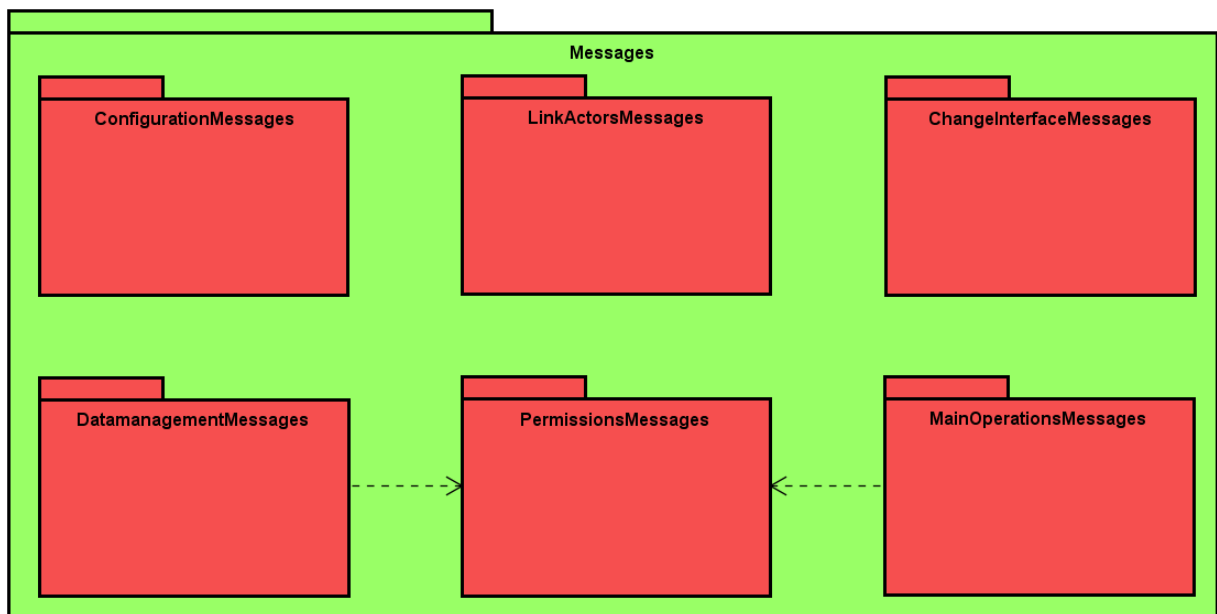 Messages
ConfigurationMessages
LinkActorsMessages
ChangeInterfaceMessages
DatamanagementMessages
PermissionsMessages
MainOperationsMessages